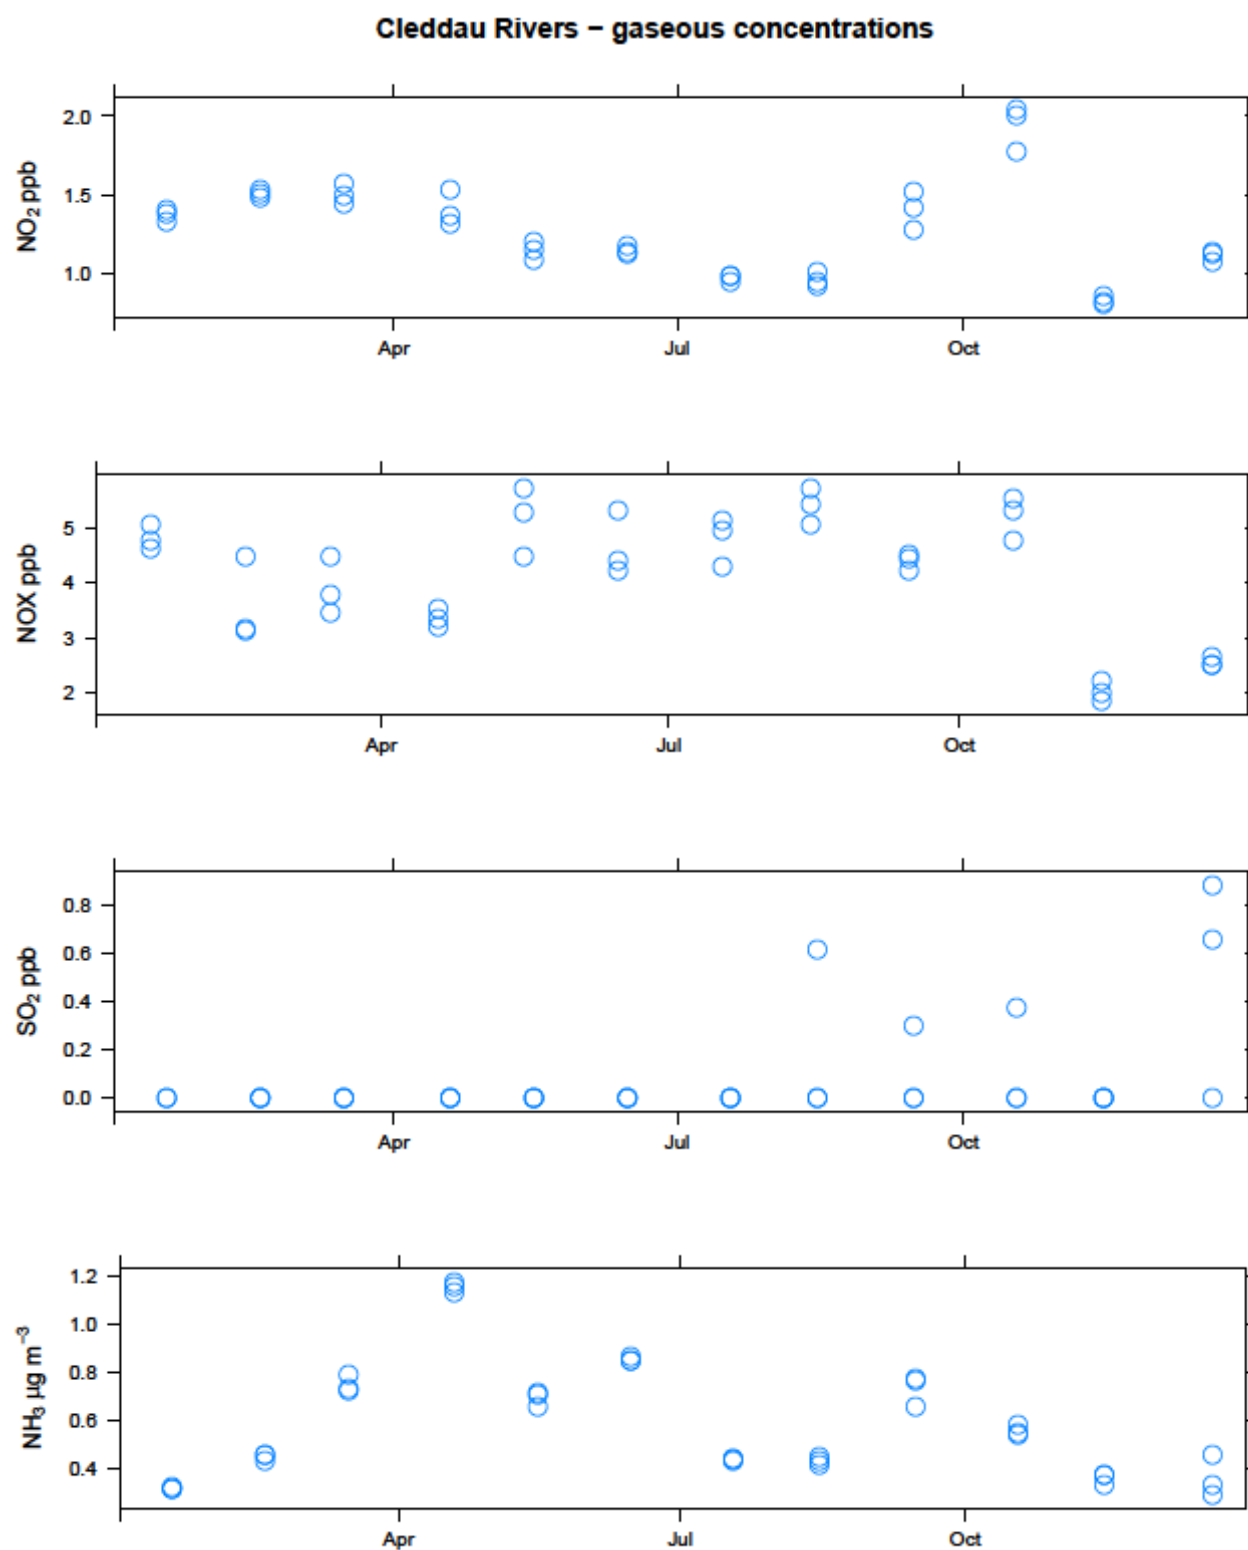 Cleddau Rivers – gaseous concentrations
NO₂ ppb
2.0
1.5
1.0
Apr Jul Oct
NOX ppb
5
4
3
2
Apr Jul Oct
SO₂ ppb
0.8
0.6
0.4
0.2
0.0
Apr Jul Oct
NH₃ µg m⁻³
1.2
1.0
0.8
0.6
0.4
Apr Jul Oct